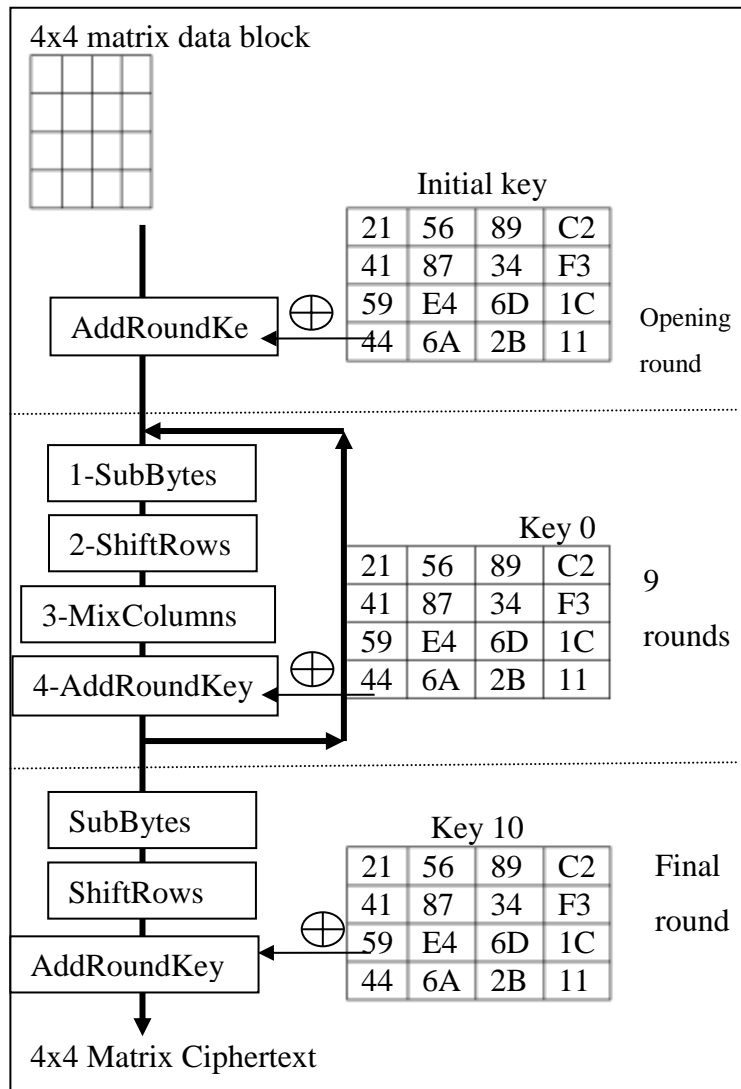 4x4 matrix data block
Initial key
21 56 89 C2
41 87 34 F3
59 E4 6D 1C
44 6A 2B 11
AddRoundKe
Opening
round
1-SubBytes
2-ShiftRows
3-MixColumns
4-AddRoundKey
Key 0
21 56 89 C2
41 87 34 F3
59 E4 6D 1C
44 6A 2B 11
9
rounds
SubBytes
ShiftRows
AddRoundKey
Key 10
21 56 89 C2
41 87 34 F3
59 E4 6D 1C
44 6A 2B 11
Final
round
4x4 Matrix Ciphertext